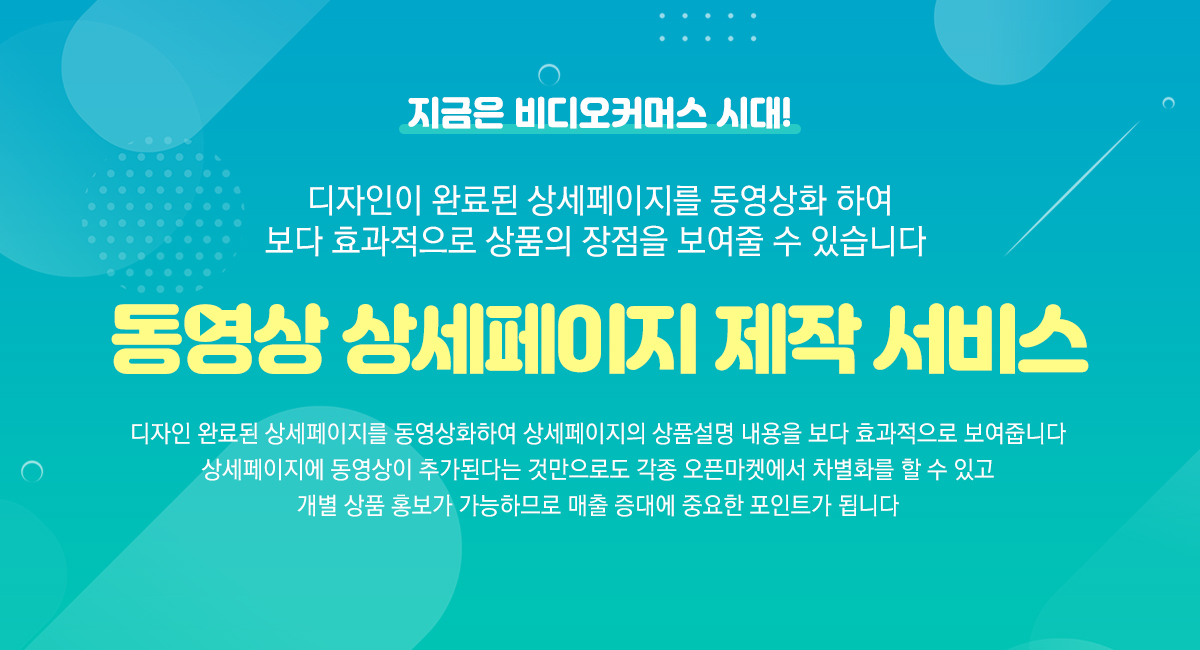 지금은 비디오커머스 시대!
디자인이 완료된 상세페이지를 동영상화 하여
보다 효과적으로 상품의 장점을 보여줄 수 있습니다
동영상 상세페이지 제작 서비스
디자인 완료된 상세페이지를 동영상화하여 상세페이지의 상품설명 내용을 보다 효과적으로 보여줍니다
상세페이지에 동영상이 추가된다는 것만으로도 각종 오픈마켓에서 차별화를 할 수 있고
개별 상품 홍보가 가능하므로 매출 증대에 중요한 포인트가 됩니다